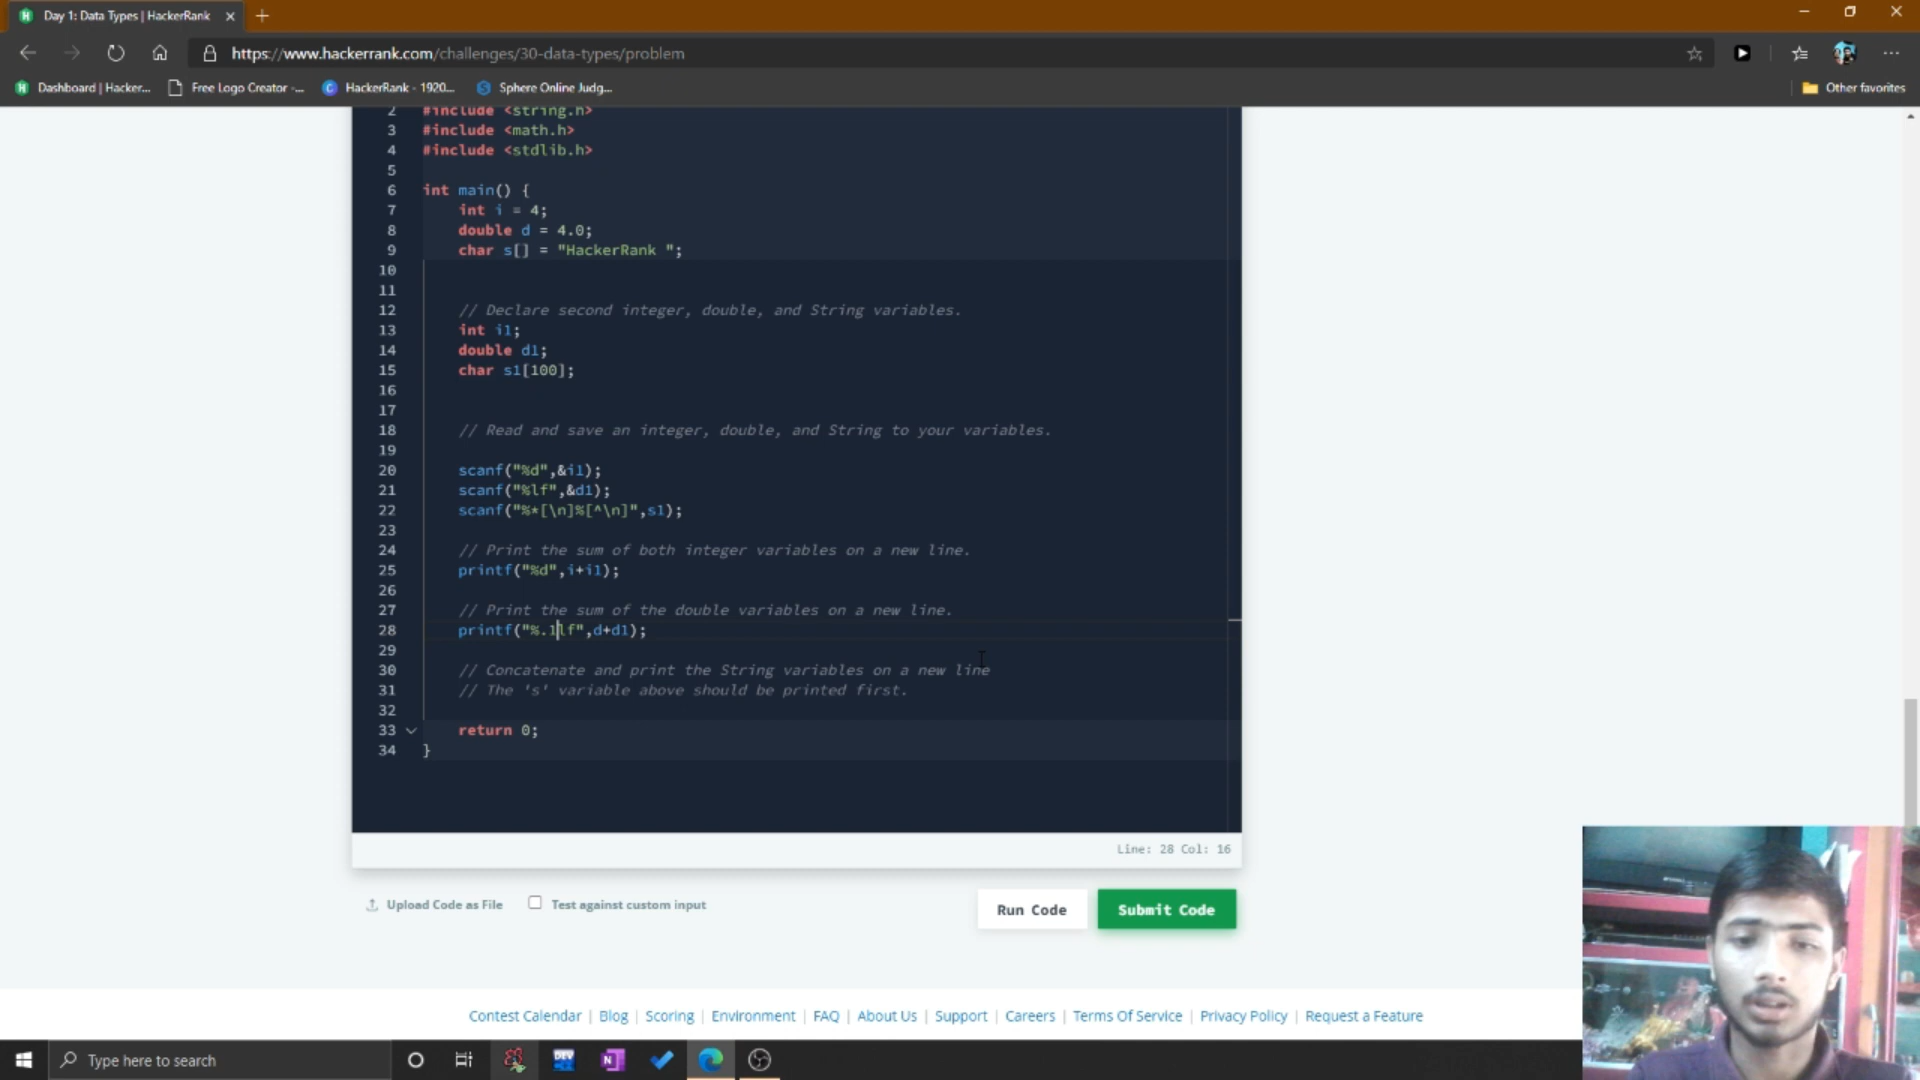 Day 1: Data Types | HackerRank
https://www.hackerrank.com/challenges/30-data-types/problem
Dashboard | Hacker... Free Logo Creator -... HackerRank - 1920... Sphere Online Judg... Other favorites
2 #include <string.h>
3 #include <math.h>
4 #include <stdlib.h>
5
6 int main() {
7 int i = 4;
8 double d = 4.0;
9 char s[] = "HackerRank ";
10
11
12 // Declare second integer, double, and String variables.
13 int i1;
14 double d1;
15 char s1[100];
16
17
18 // Read and save an integer, double, and String to your variables.
19
20 scanf("%d",&i1);
21 scanf("%lf",&d1);
22 scanf("%*[\n]%[^\n]",s1);
23
24 // Print the sum of both integer variables on a new line.
25 printf("%d",i+i1);
26
27 // Print the sum of the double variables on a new line.
28 printf("%.1lf",d+d1);
29
30 // Concatenate and print the String variables on a new line
31 // The 's' variable above should be printed first.
32
33 return 0;
34 }
Line: 28 Col: 16
Upload Code as File Test against custom input Run Code Submit Code
Contest Calendar | Blog | Scoring | Environment | FAQ | About Us | Support | Careers | Terms Of Service | Privacy Policy | Request a Feature
Type here to search DEV N